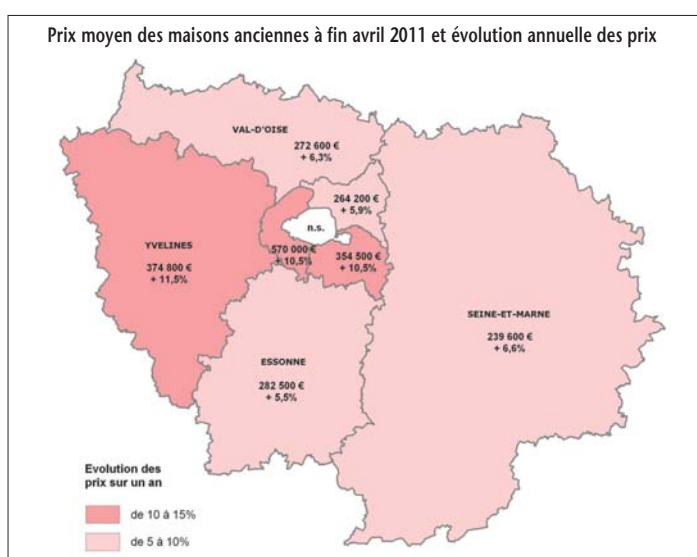 Prix moyen des maisons anciennes à fin avril 2011 et évolution annuelle des prix
VAL-D'OISE
272 600 €
+ 6,3%
264 200 €
+ 5,9%
n.s.
570 000 €
+ 10,5%
354 500 €
+ 10,5%
YVELINES
374 800 €
+ 11,5%
SEINE-ET-MARNE
239 600 €
+ 6,6%
ESSONNE
282 500 €
+ 5,5%
Evolution des
prix sur un an
de 10 à 15%
de 5 à 10%